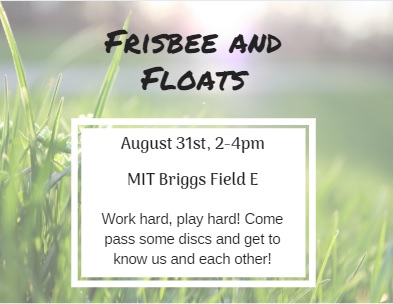 Frisbee and
Floats
August 31st, 2-4pm
MIT Briggs Field E
Work hard, play hard! Come
pass some discs and get to
know us and each other!